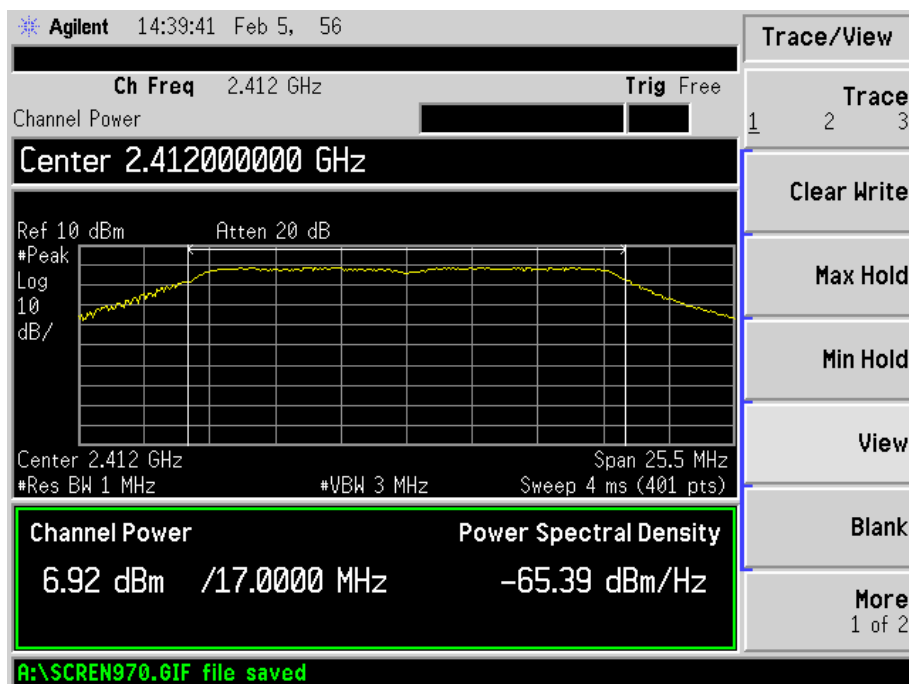 Agilent 14:39:41 Feb 5, 56
Trace/View
Ch Freq 2.412 GHz Trig Free
Channel Power
Trace
1 2 3
Center 2.412000000 GHz
Clear Write
Ref 10 dBm Atten 20 dB
#Peak
Log
10
dB/
Max Hold
Min Hold
View
Center 2.412 GHz Span 25.5 MHz
#Res BW 1 MHz #VBW 3 MHz Sweep 4 ms (401 pts)
Channel Power Power Spectral Density
6.92 dBm /17.0000 MHz -65.39 dBm/Hz
Blank
More
1 of 2
A:\SCREN970.GIF file saved